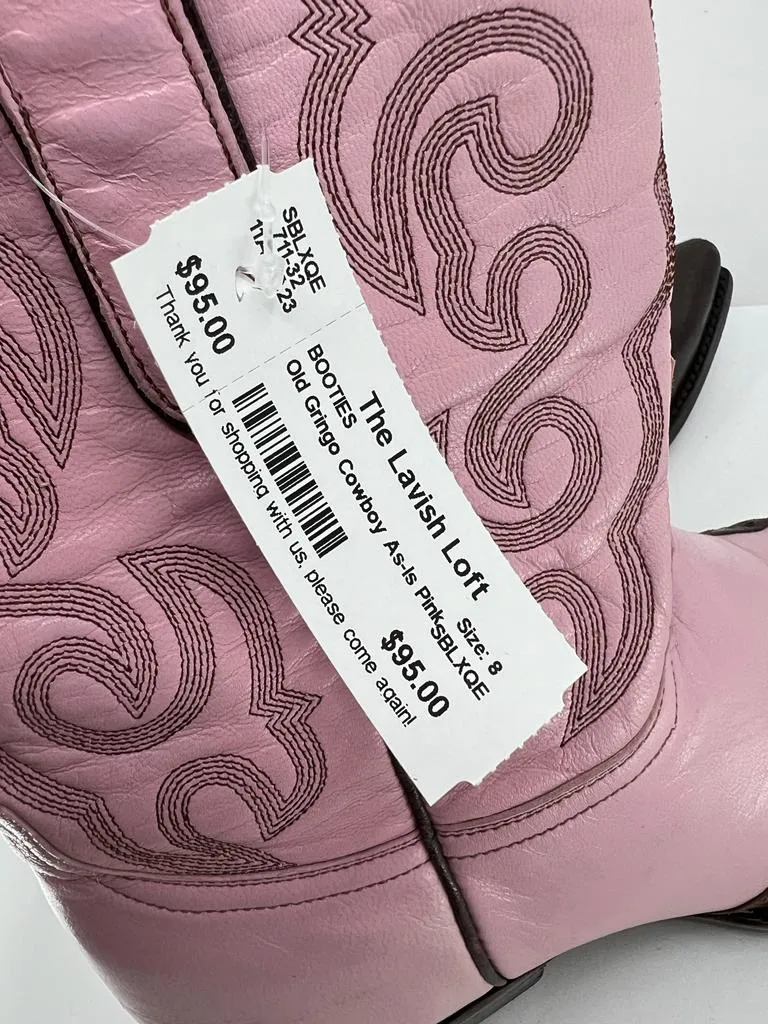 SBLXQE
711-32
23
$95.00
Thank you for shopping with us, please come again!
The Lavish Loft
BOOTIES
Size: 8
Old Gringo Cowboy As-Is Pink
SBLXQE
$95.00